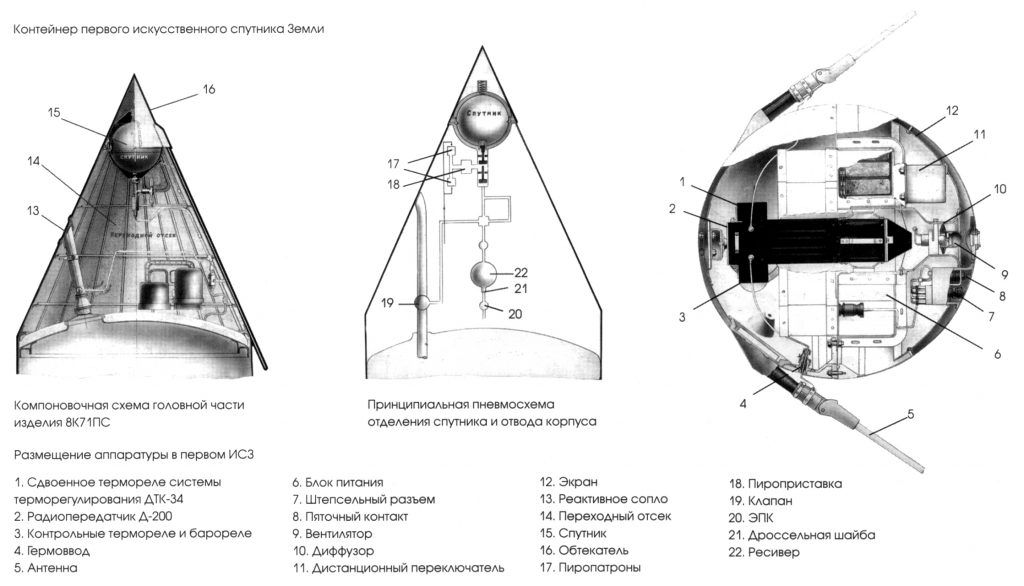 Контейнер первого искусственного спутника Земли
16
15
14
13
спутник
Переходной отсек
Компоновочная схема головной части
изделия 8К71ПС
Спутник
17
18
22
21
20
19
Принципиальная пневмосхема
отделения спутника и отвода корпуса
12
11
10
1
2
9
8
3
7
6
4
5
Размещение аппаратуры в первом ИСЗ
1. Сдвоенное термореле системы
терморегулирования ДТК-34
2. Радиопередатчик Д-200
3. Контрольные термореле и барореле
4. Гермоввод
5. Антенна
6. Блок питания
7. Штепсельный разъем
8. Пяточный контакт
9. Вентилятор
10. Диффузор
11. Дистанционный переключатель
12. Экран
13. Реактивное сопло
14. Переходный отсек
15. Спутник
16. Обтекатель
17. Пиропатроны
18. Пироприставка
19. Клапан
20. ЭПК
21. Дроссельная шайба
22. Ресивер